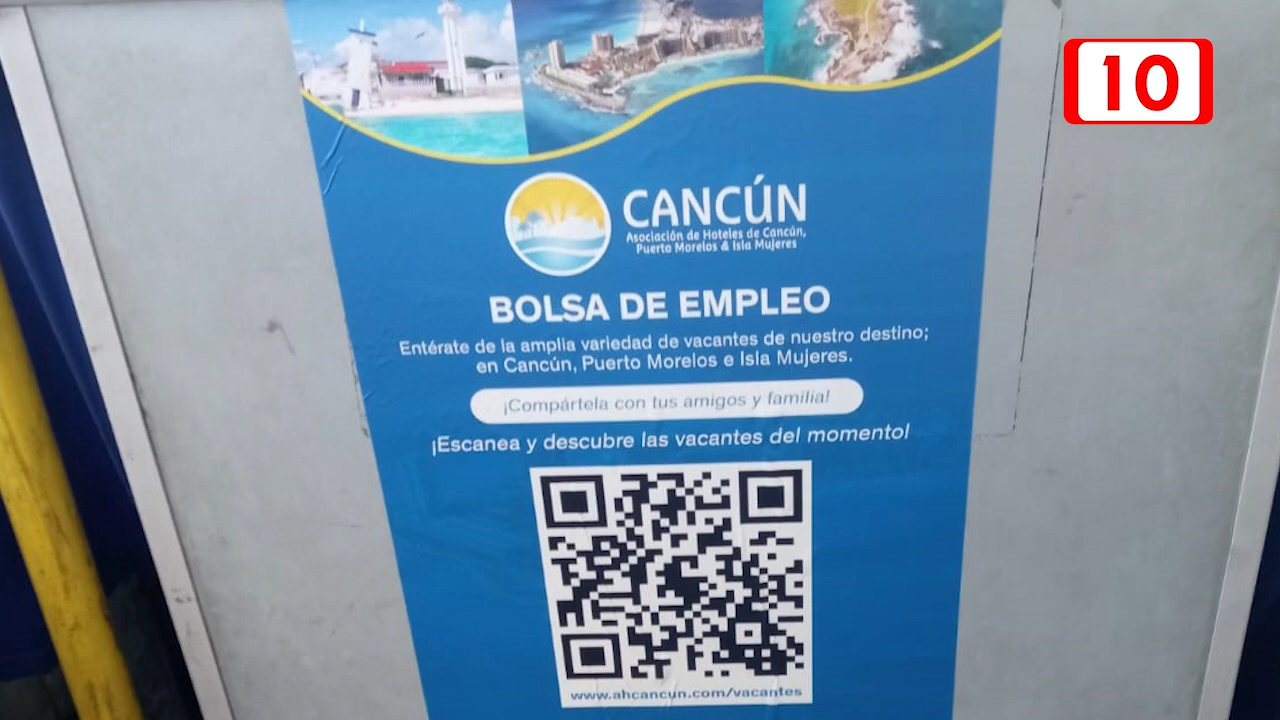 10
CANCÚN
Asociación de Hoteles de Cancún,
Puerto Morelos & Isla Mujeres
BOLSA DE EMPLEO
Entérate de la amplia variedad de vacantes de nuestro destino;
en Cancún, Puerto Morelos e Isla Mujeres.
¡Compártela con tus amigos y familia!
¡Escanea y descubre las vacantes del momento!
www.ahcancun.com/vacantes